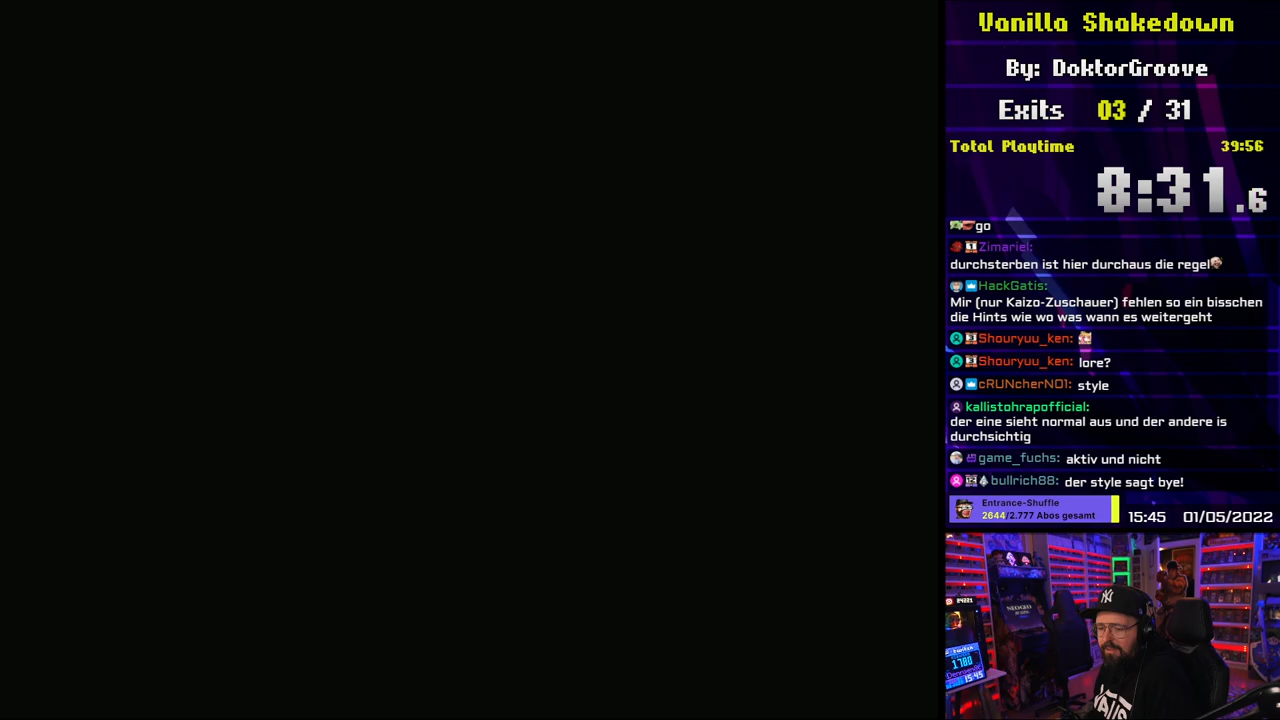 Vanilla Shakedown
By: DoktorGroove
Exits 03 / 31
Total Playtime 39:56
8:31.6
go
Zimariel:
durchsterben ist hier durchaus die regel
HackGatis:
Mir (nur Kaizo-Zuschauer) fehlen so ein bisschen
die Hints wie wo was wann es weitergeht
Shouryuu_ken:
Shouryuu_ken: lore?
cRUNcherNO1: style
kallistohrapofficial:
der eine sieht normal aus und der andere is
durchsichtig
game_fuchs: aktiv und nicht
bullrich88: der style sagt bye!
Entrance-Shuffle
2644/2.777 Abos gesamt
15:45 01/05/2022
NEOGEO
1780
15:45